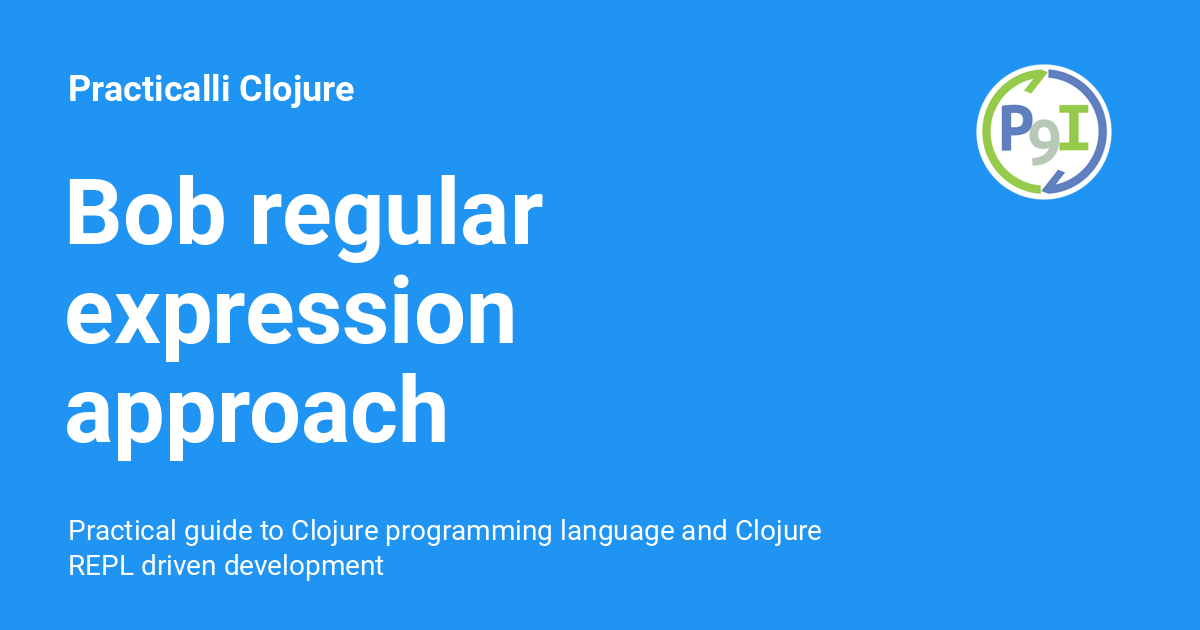 Practicalli Clojure
P9I
Bob regular
expression
approach
Practical guide to Clojure programming language and Clojure
REPL driven development